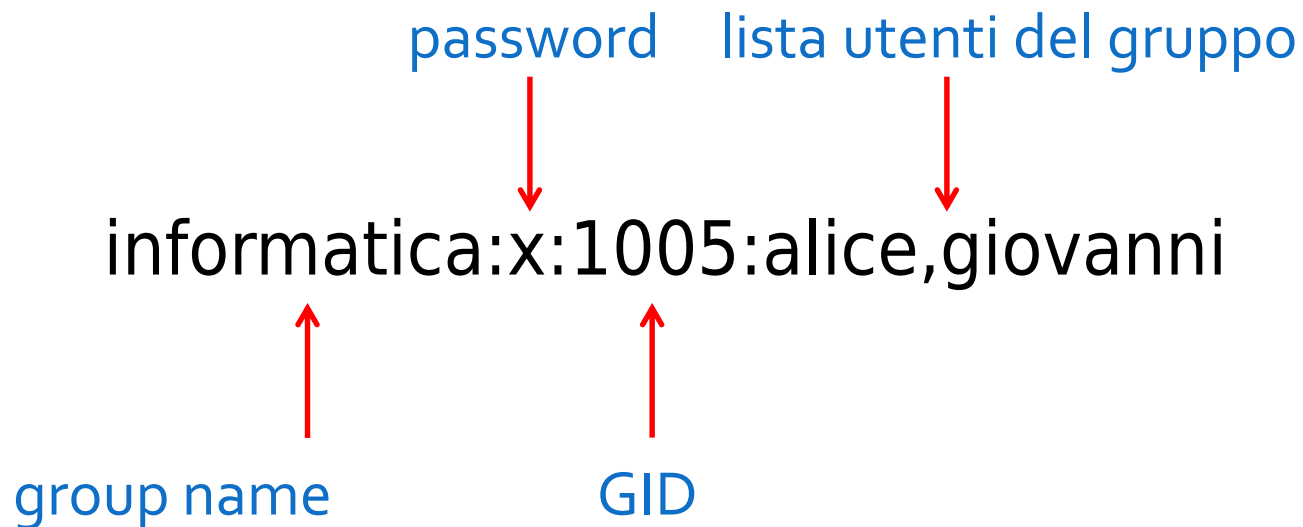 password lista utenti del gruppo
informatica:x:1005:alice,giovanni
group name GID